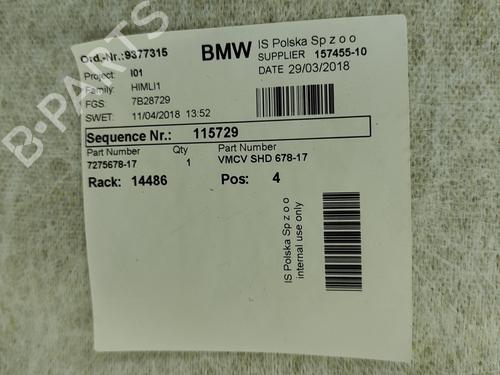 Ord.-Nr.:9377315
BMW
IS Polska Sp z o o
SUPPLIER 157455-10
DATE 29/03/2018
Project: I01
Family: HIMLI1
FGS: 7B28729
SWET: 11/04/2018 13:52
Sequence Nr.: 115729
Part Number Qty Part Number
7275678-17 1 VMCV SHD 678-17
Rack: 14486 Pos: 4
IS Polska Sp z o o
internal use only
B-PARTS